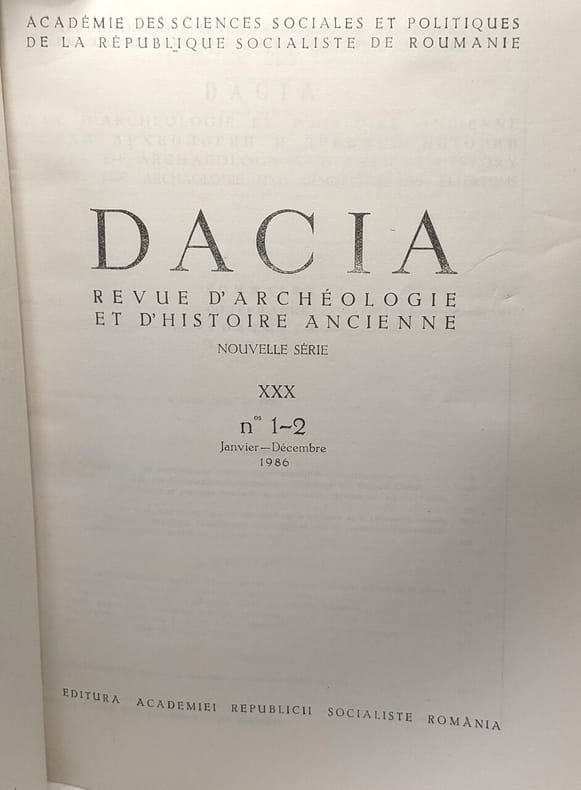 ACADÉMIE DES SCIENCES SOCIALES ET POLITIQUES
DE LA RÉPUBLIQUE SOCIALISTE DE ROUMANIE
DACIA
REVUE D'ARCHÉOLOGIE
ET D'HISTOIRE ANCIENNE
NOUVELLE SÉRIE
XXX
nos 1–2
Janvier—Décembre
1986
EDITURA ACADEMIEI REPUBLICII SOCIALISTE ROMÂNIA